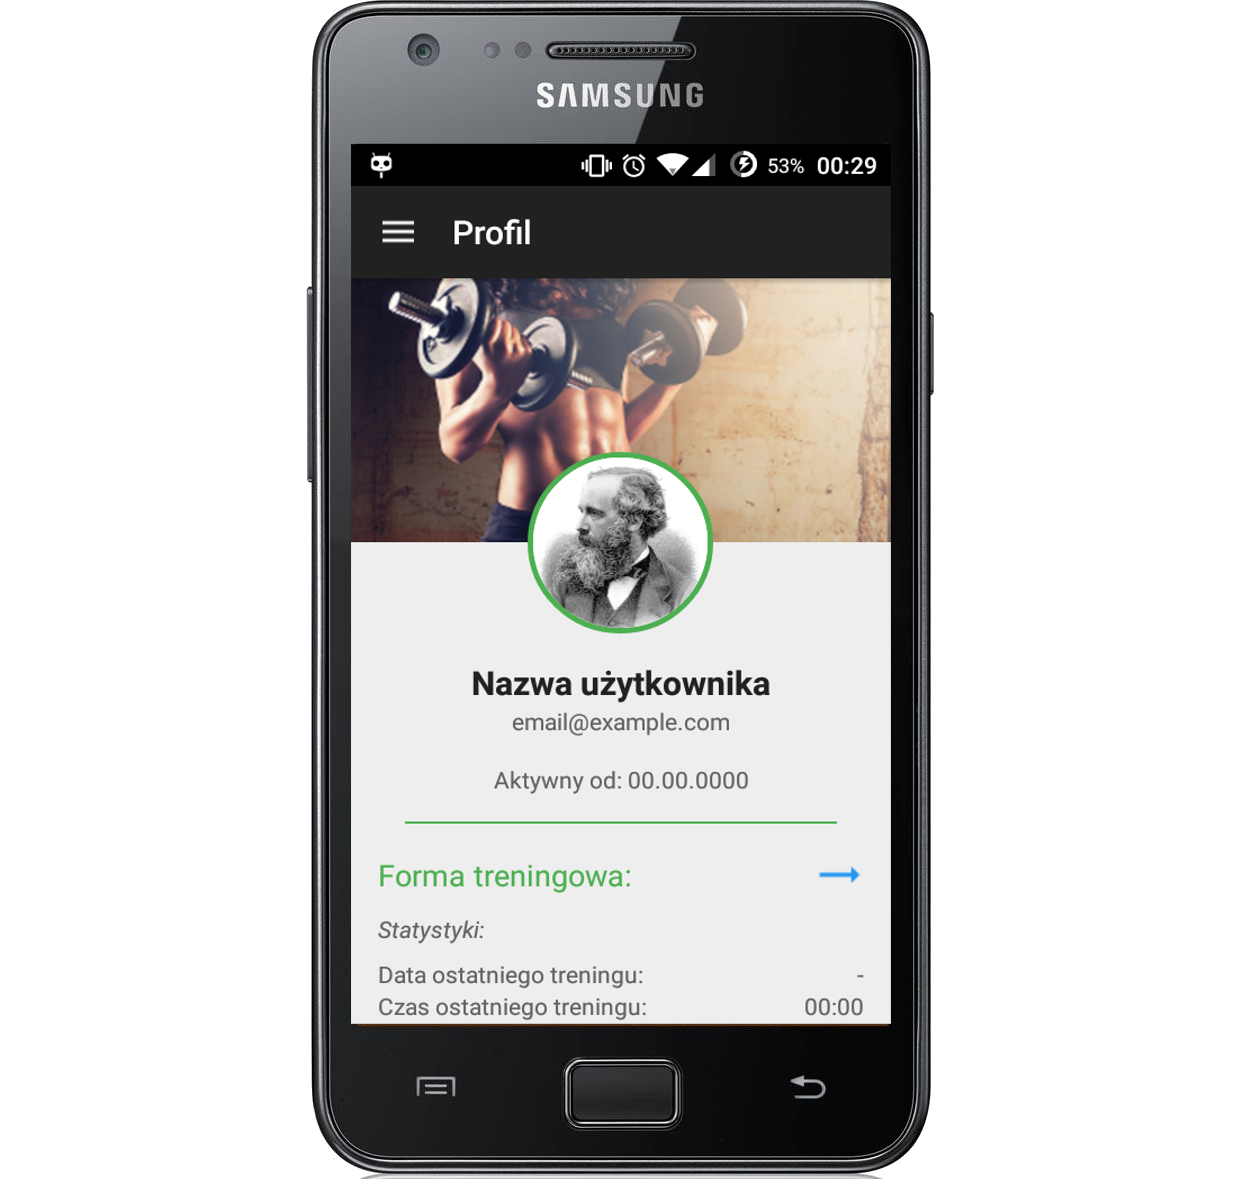 SAMSUNG
53% 00:29
Profil
Nazwa użytkownika
email@example.com
Aktywny od: 00.00.0000
Forma treningowa:
Statystyki:
Data ostatniego treningu: -
Czas ostatniego treningu: 00:00